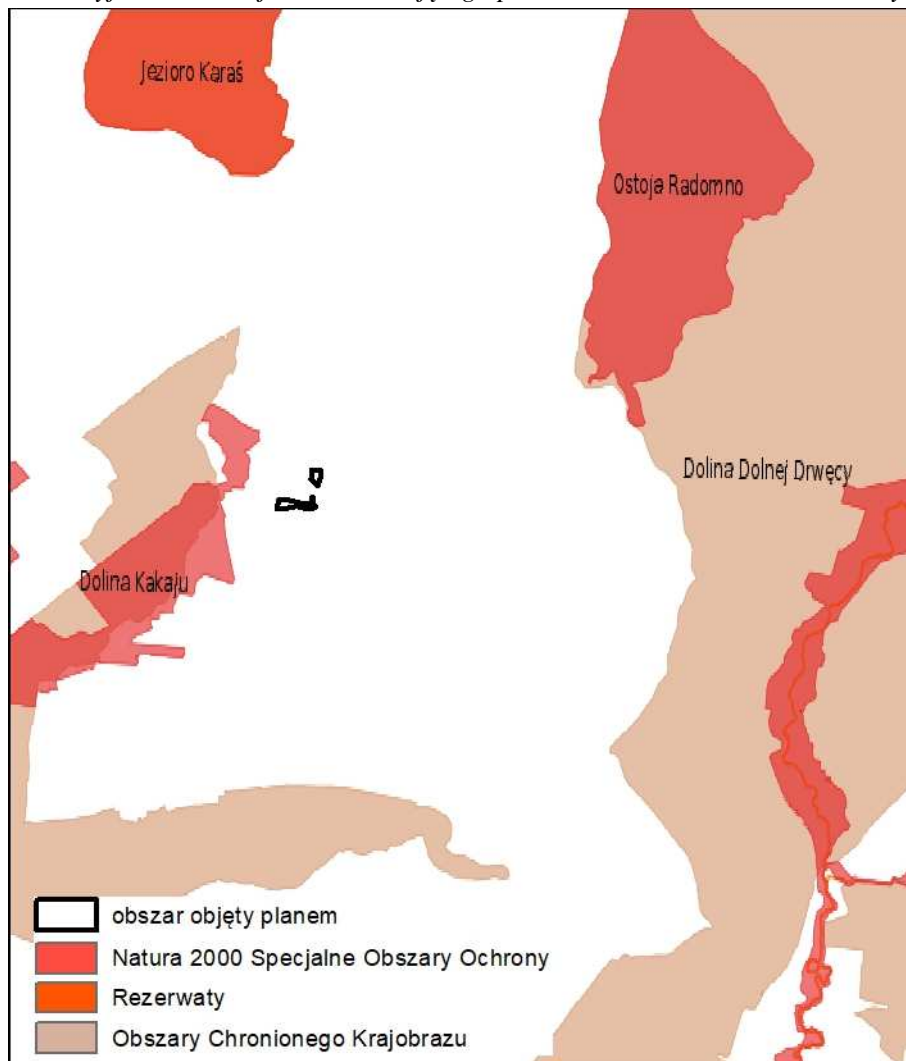 Jezioro Karaś
Ostoja Radomno
Dolina Dolnej Drwęcy
Dolina Kakaju
obszar objęty planem
Natura 2000 Specjalne Obszary Ochrony
Rezerwaty
Obszary Chronionego Krajobrazu